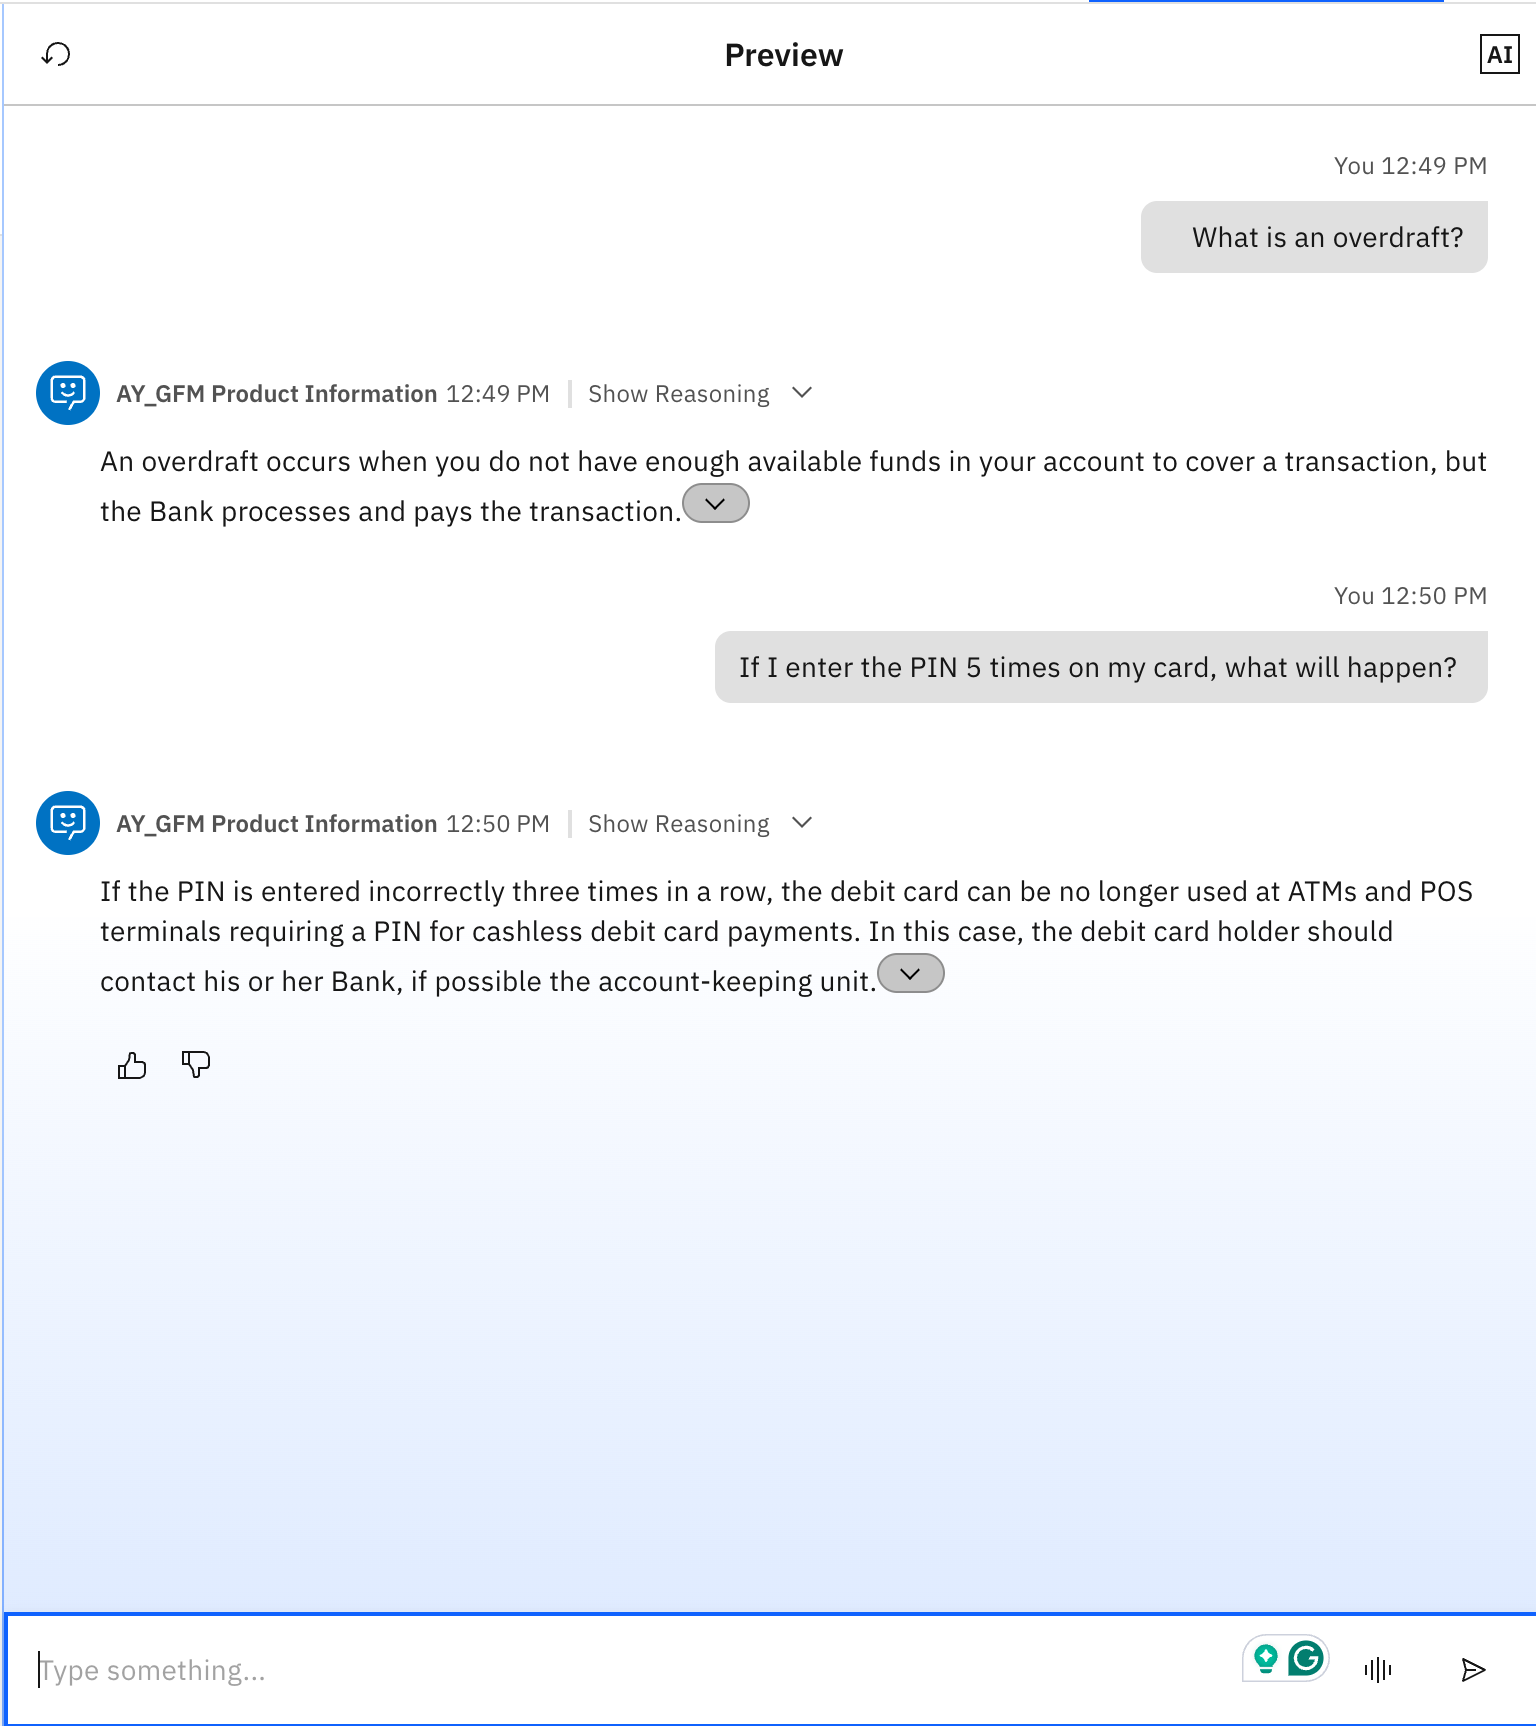 Preview
AI
You 12:49 PM
What is an overdraft?
AY_GFM Product Information 12:49 PM | Show Reasoning
An overdraft occurs when you do not have enough available funds in your account to cover a transaction, but
the Bank processes and pays the transaction.
You 12:50 PM
If I enter the PIN 5 times on my card, what will happen?
AY_GFM Product Information 12:50 PM | Show Reasoning
If the PIN is entered incorrectly three times in a row, the debit card can be no longer used at ATMs and POS
terminals requiring a PIN for cashless debit card payments. In this case, the debit card holder should
contact his or her Bank, if possible the account-keeping unit.
Type something...